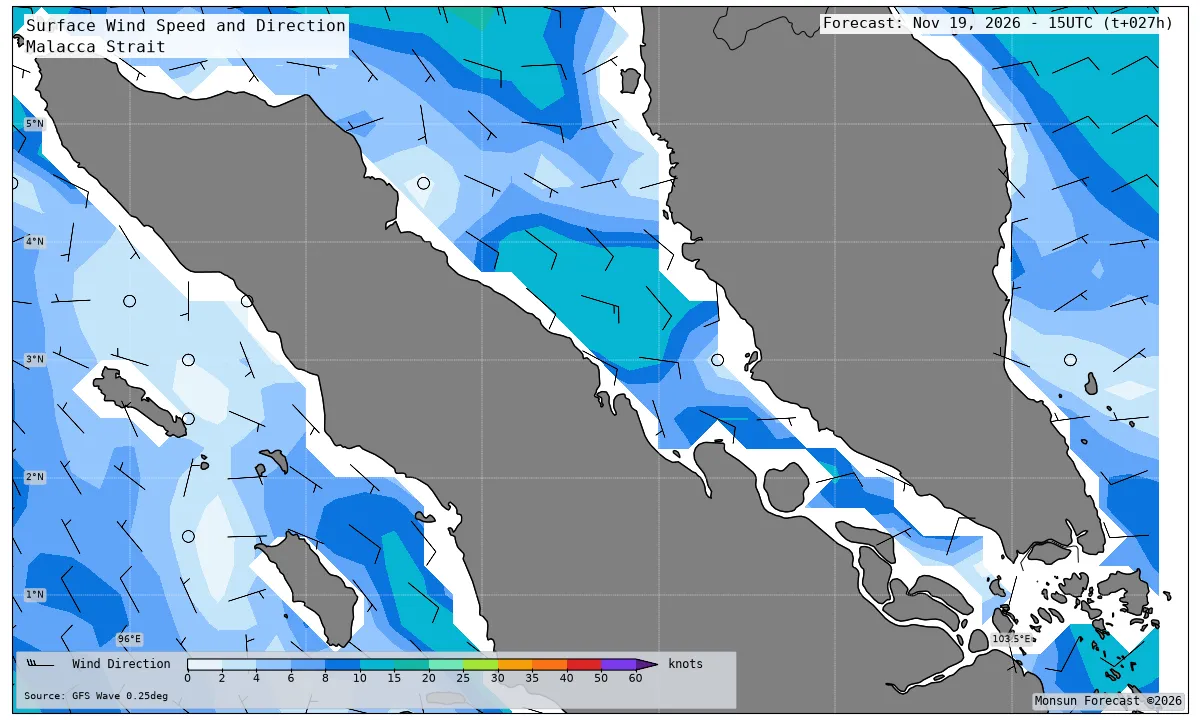 Surface Wind Speed and Direction
Malacca Strait
Forecast: Nov 19, 2026 - 15UTC (t+027h)
5°N
4°N
3°N
2°N
1°N
96°E
103.5°E
Wind Direction
0 2 4 6 8 10 15 20 25 30 35 40 50 60
knots
Source: GFS Wave 0.25deg
Monsun Forecast ©2026